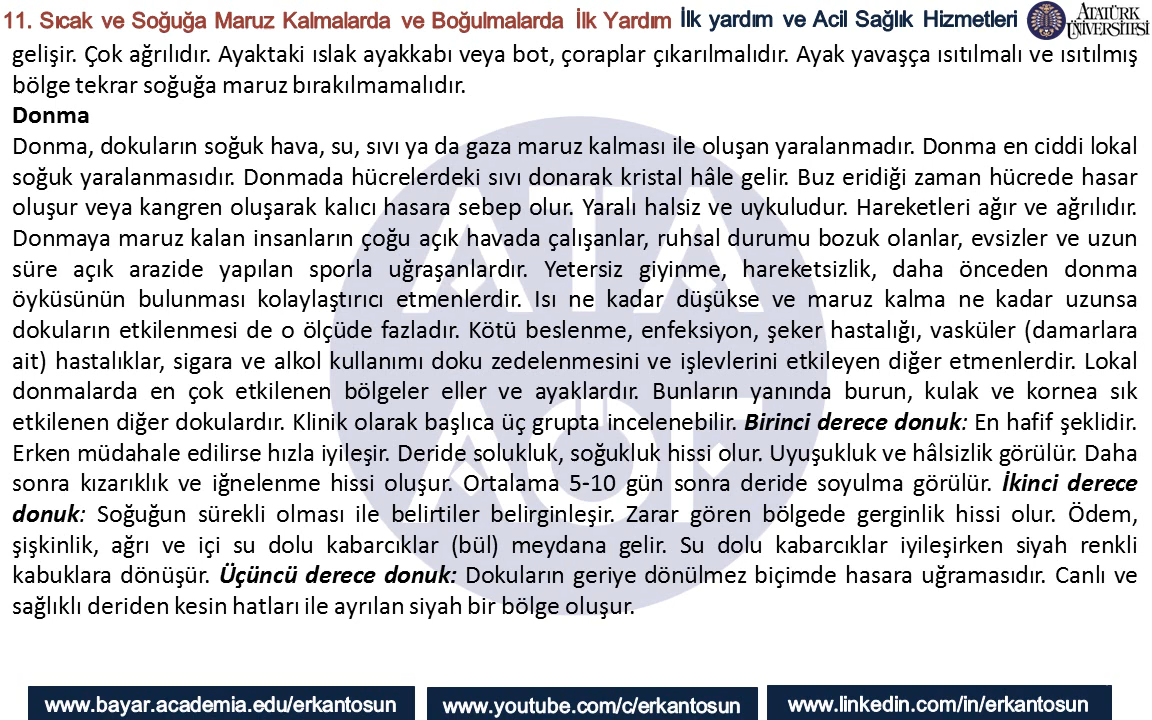 11. Sıcak ve Soğuğa Maruz Kalmalarda ve Boğulmalarda İlk Yardım İlk yardım ve Acil Sağlık Hizmetleri ATATÜRK ÜNİVERSİTESİ
gelişir. Çok ağrılıdır. Ayaktaki ıslak ayakkabı veya bot, çoraplar çıkarılmalıdır. Ayak yavaşça ısıtılmalı ve ısıtılmış
bölge tekrar soğuğa maruz bırakılmamalıdır.
Donma
Donma, dokuların soğuk hava, su, sıvı ya da gaza maruz kalması ile oluşan yaralanmadır. Donma en ciddi lokal
soğuk yaralanmasıdır. Donmada hücrelerdeki sıvı donarak kristal hâle gelir. Buz eridiği zaman hücrede hasar
oluşur veya kangren oluşarak kalıcı hasara sebep olur. Yaralı halsiz ve uykuludur. Hareketleri ağır ve ağrılıdır.
Donmaya maruz kalan insanların çoğu açık havada çalışanlar, ruhsal durumu bozuk olanlar, evsizler ve uzun
süre açık arazide yapılan sporla uğraşanlardır. Yetersiz giyinme, hareketsizlik, daha önceden donma
öyküsünün bulunması kolaylaştırıcı etmenlerdir. Isı ne kadar düşükse ve maruz kalma ne kadar uzunsa
dokuların etkilenmesi de o ölçüde fazladır. Kötü beslenme, enfeksiyon, şeker hastalığı, vasküler (damarlara
ait) hastalıklar, sigara ve alkol kullanımı doku zedelenmesini ve işlevlerini etkileyen diğer etmenlerdir. Lokal
donmalarda en çok etkilenen bölgeler eller ve ayaklardır. Bunların yanında burun, kulak ve kornea sık
etkilenen diğer dokulardır. Klinik olarak başlıca üç grupta incelenebilir. Birinci derece donuk: En hafif şeklidir.
Erken müdahale edilirse hızla iyileşir. Deride solukluk, soğukluk hissi olur. Uyuşukluk ve hâlsizlik görülür. Daha
sonra kızarıklık ve iğnelenme hissi oluşur. Ortalama 5-10 gün sonra deride soyulma görülür. İkinci derece
donuk: Soğuğun sürekli olması ile belirtiler belirginleşir. Zarar gören bölgede gerginlik hissi olur. Ödem,
şişkinlik, ağrı ve içi su dolu kabarcıklar (bül) meydana gelir. Su dolu kabarcıklar iyileşirken siyah renkli
kabuklara dönüşür. Üçüncü derece donuk: Dokuların geriye dönülmez biçimde hasara uğramasıdır. Canlı ve
sağlıklı deriden kesin hatları ile ayrılan siyah bir bölge oluşur.
ATA
AÖF
www.bayar.academia.edu/erkantosun www.youtube.com/c/erkantosun www.linkedin.com/in/erkantosun